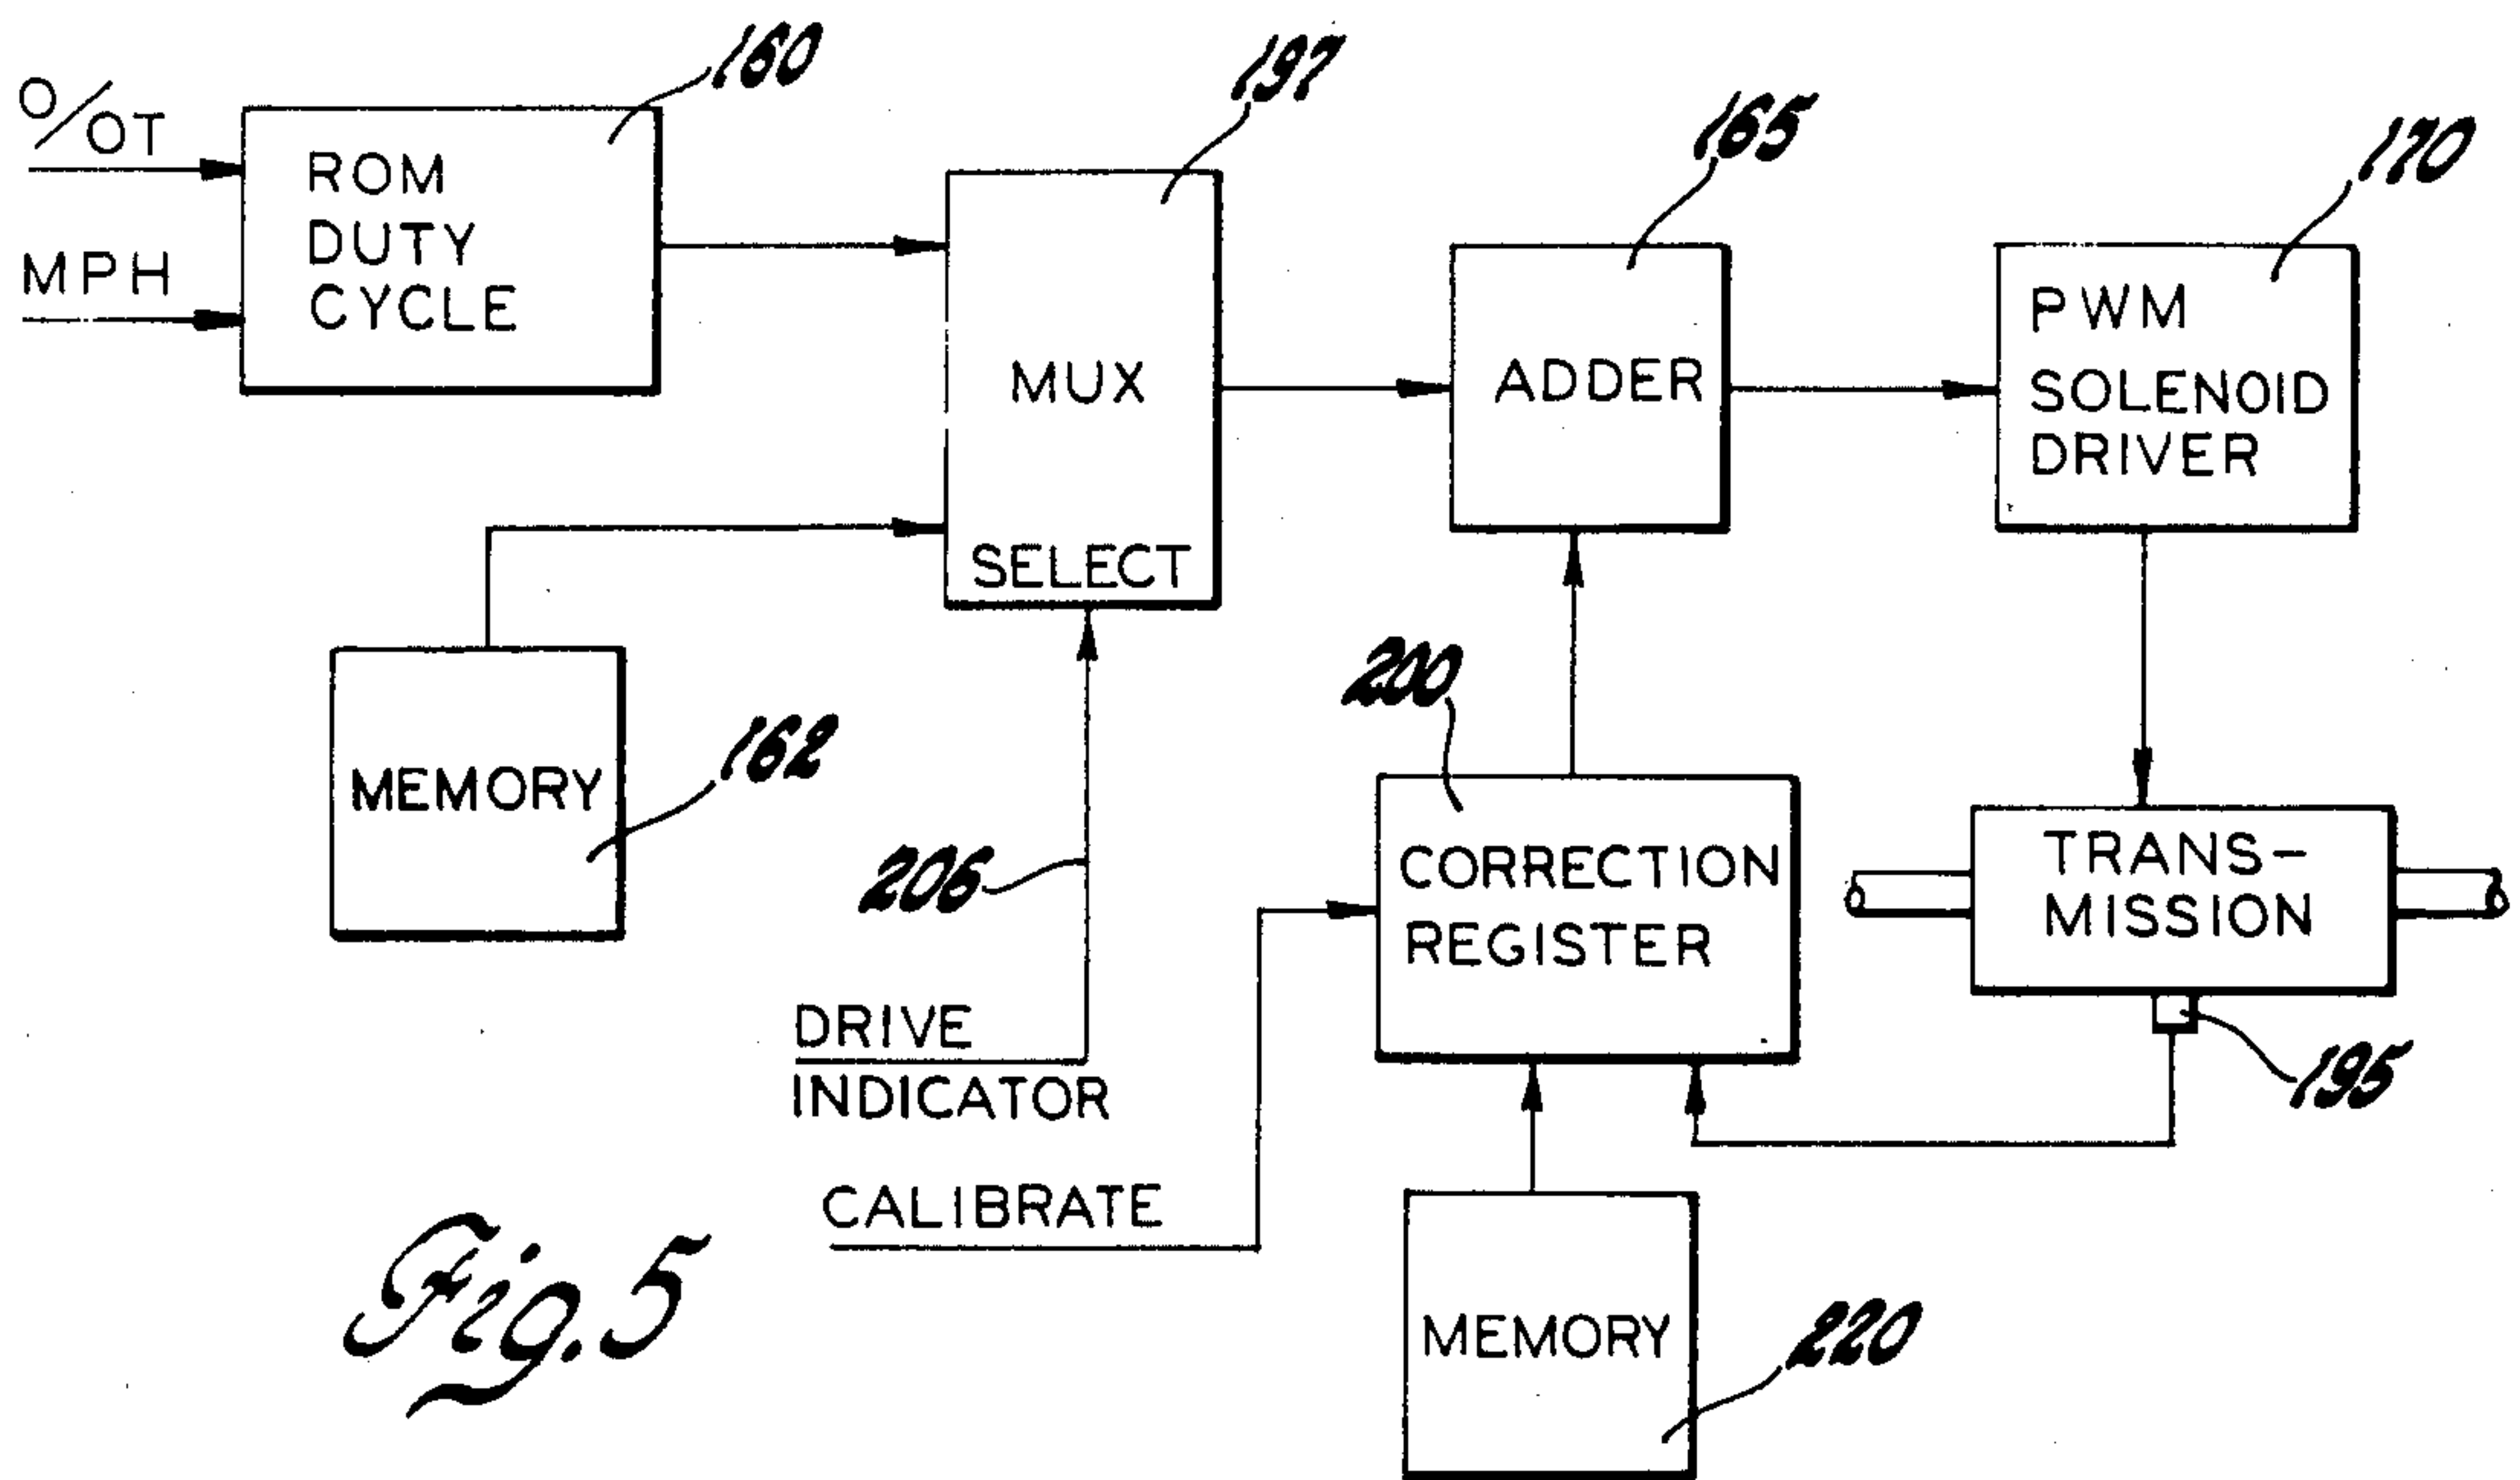 160
197
165
170
%T
MPH
ROM
DUTY
CYCLE
MUX
SELECT
ADDER
PWM
SOLENOID
DRIVER
MEMORY
162
206
200
CORRECTION
REGISTER
TRANS-
MISSION
195
DRIVE
INDICATOR
CALIBRATE
MEMORY
220
Fig. 5